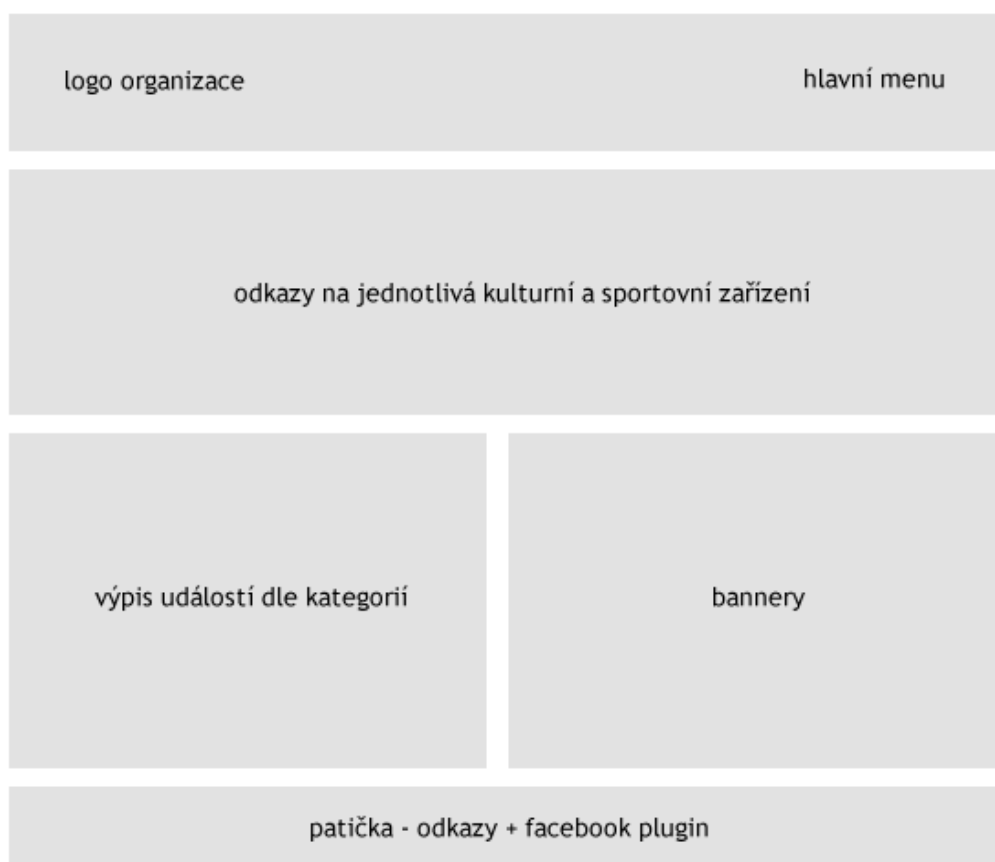 logo organizace
hlavní menu
odkazy na jednotlivá kulturní a sportovní zařízení
výpis událostí dle kategorií
bannery
patička - odkazy + facebook plugin